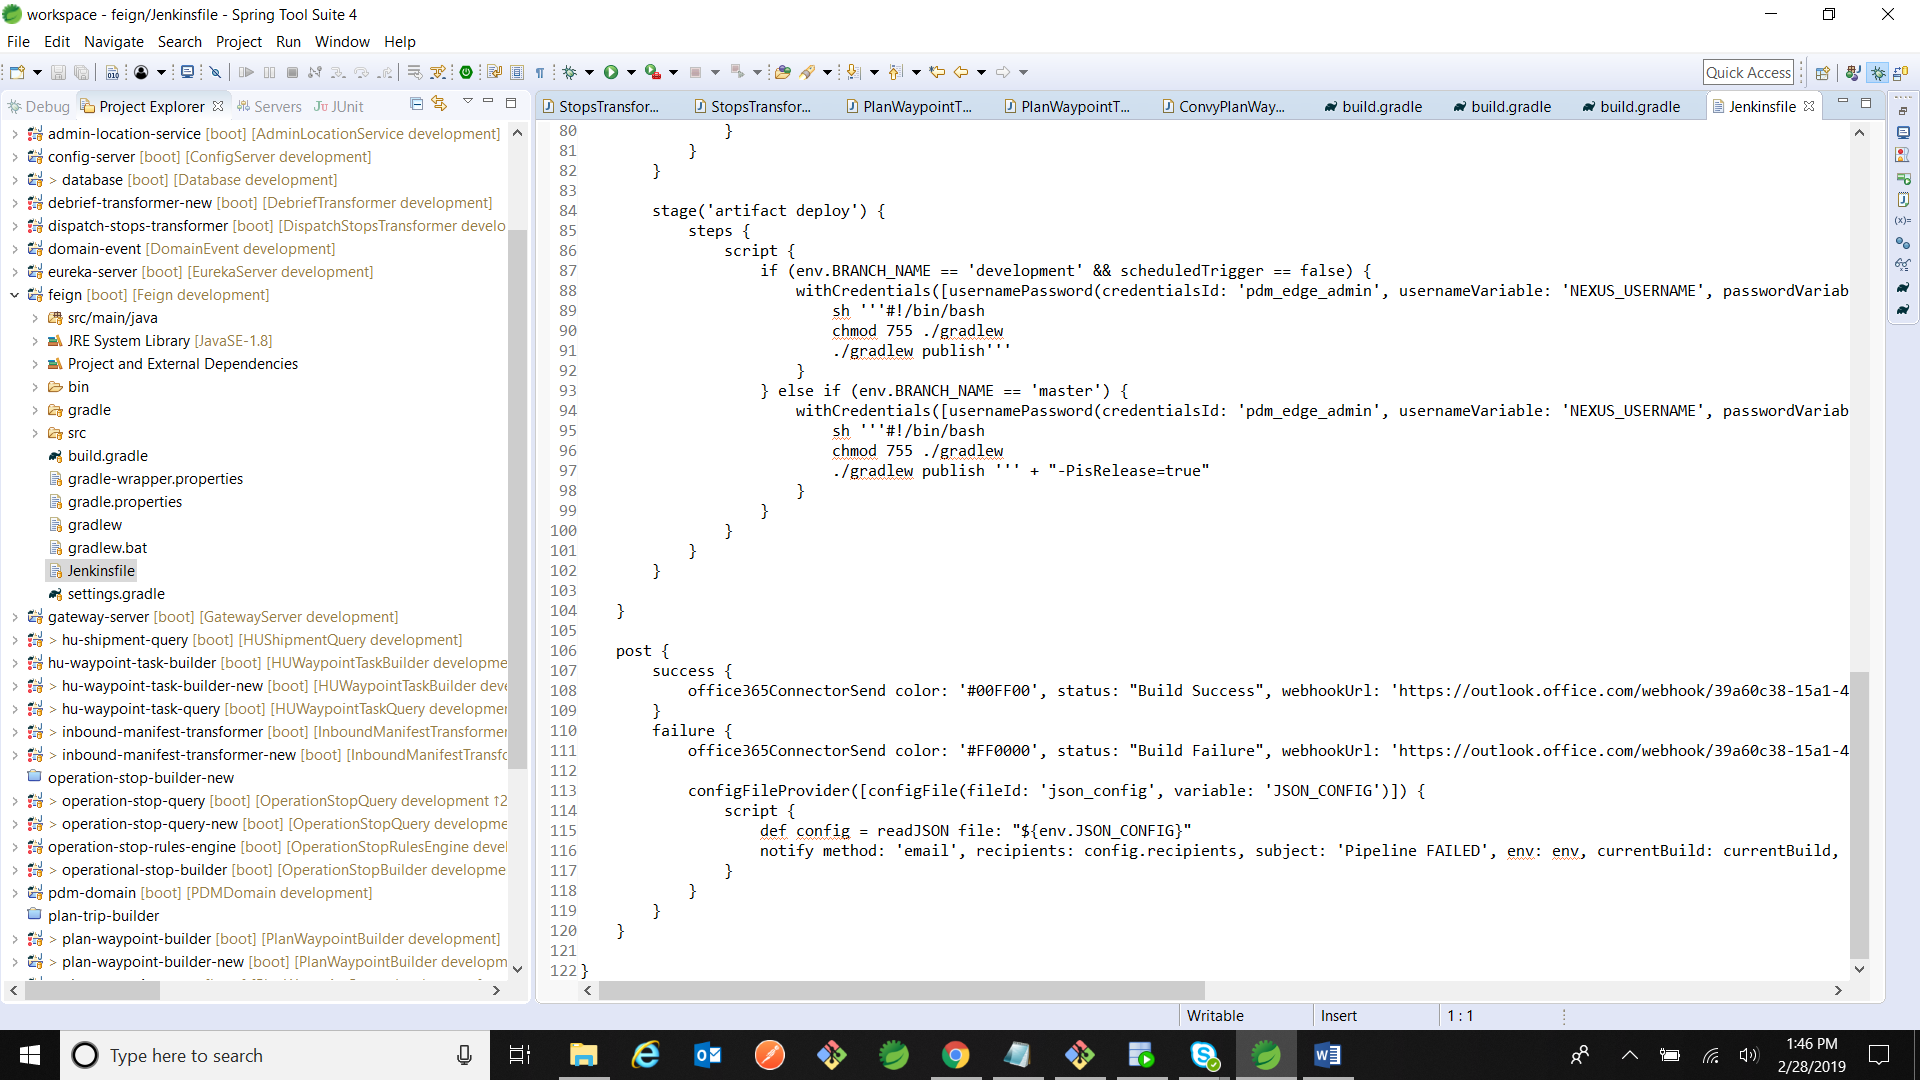 workspace - feign/Jenkinsfile - Spring Tool Suite 4
File Edit Navigate Search Project Run Window Help
Quick Access
Debug Project Explorer Servers JUnit
StopsTransfor... StopsTransfor... PlanWaypointT... PlanWaypointT... ConvyPlanWay... build.gradle build.gradle build.gradle Jenkinsfile
admin-location-service [boot] [AdminLocationService development]
config-server [boot] [ConfigServer development]
> database [boot] [Database development]
debrief-transformer-new [boot] [DebriefTransformer development]
dispatch-stops-transformer [boot] [DispatchStopsTransformer develo
domain-event [DomainEvent development]
eureka-server [boot] [EurekaServer development]
feign [boot] [Feign development]
src/main/java
JRE System Library [JavaSE-1.8]
Project and External Dependencies
bin
gradle
src
build.gradle
gradle-wrapper.properties
gradle.properties
gradlew
gradlew.bat
Jenkinsfile
settings.gradle
gateway-server [boot] [GatewayServer development]
> hu-shipment-query [boot] [HUShipmentQuery development]
hu-waypoint-task-builder [boot] [HUWaypointTaskBuilder developme
> hu-waypoint-task-builder-new [boot] [HUWaypointTaskBuilder deve
> hu-waypoint-task-query [boot] [HUWaypointTaskQuery developmer
> inbound-manifest-transformer [boot] [InboundManifestTransformer
> inbound-manifest-transformer-new [boot] [InboundManifestTransfo
operation-stop-builder-new
> operation-stop-query [boot] [OperationStopQuery development ↑2
> operation-stop-query-new [boot] [OperationStopQuery developmen
operation-stop-rules-engine [boot] [OperationStopRulesEngine devel
> operational-stop-builder [boot] [OperationStopBuilder developme
pdm-domain [boot] [PDMDomain development]
plan-trip-builder
> plan-waypoint-builder [boot] [PlanWaypointBuilder development]
> plan-waypoint-builder-new [boot] [PlanWaypointBuilder developm
80 }
81 }
82 }
83
84 stage('artifact deploy') {
85 steps {
86 script {
87 if (env.BRANCH_NAME == 'development' && scheduledTrigger == false) {
88 withCredentials([usernamePassword(credentialsId: 'pdm_edge_admin', usernameVariable: 'NEXUS_USERNAME', passwordVariab
89 sh '''#!/bin/bash
90 chmod 755 ./gradlew
91 ./gradlew publish'''
92 }
93 } else if (env.BRANCH_NAME == 'master') {
94 withCredentials([usernamePassword(credentialsId: 'pdm_edge_admin', usernameVariable: 'NEXUS_USERNAME', passwordVariab
95 sh '''#!/bin/bash
96 chmod 755 ./gradlew
97 ./gradlew publish ''' + "-PisRelease=true"
98 }
99 }
100 }
101 }
102 }
103
104 }
105
106 post {
107 success {
108 office365ConnectorSend color: '#00FF00', status: "Build Success", webhookUrl: 'https://outlook.office.com/webhook/39a60c38-15a1-4
109 }
110 failure {
111 office365ConnectorSend color: '#FF0000', status: "Build Failure", webhookUrl: 'https://outlook.office.com/webhook/39a60c38-15a1-4
112
113 configFileProvider([configFile(fileId: 'json_config', variable: 'JSON_CONFIG')]) {
114 script {
115 def config = readJSON file: "${env.JSON_CONFIG}"
116 notify method: 'email', recipients: config.recipients, subject: 'Pipeline FAILED', env: env, currentBuild: currentBuild,
117 }
118 }
119 }
120 }
121
122 }
Writable Insert 1 : 1
Type here to search
1:46 PM
2/28/2019